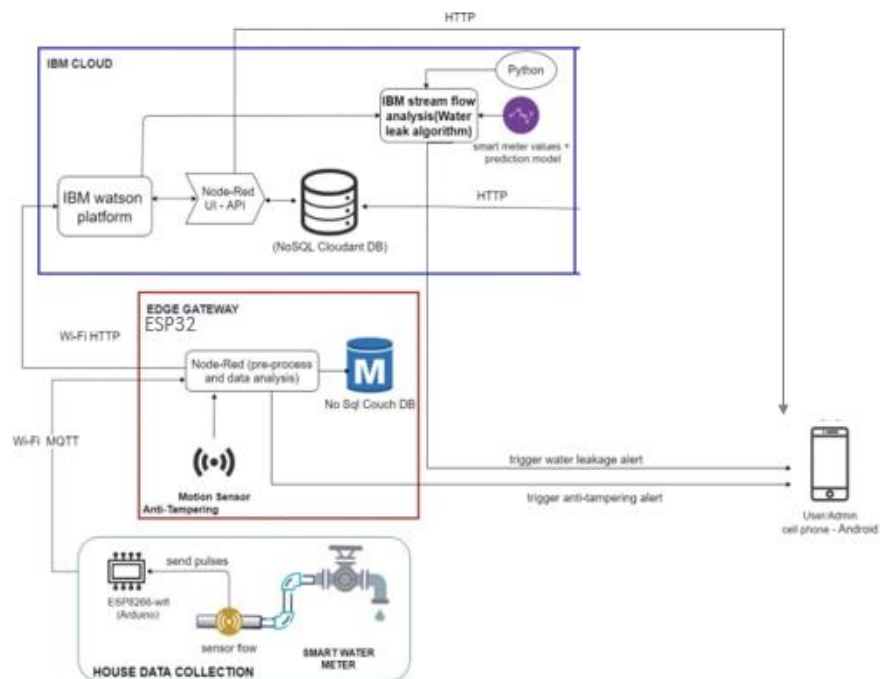 HTTP
IBM CLOUD
Python
IBM stream flow
analysis(Water
leak algorithm)
smart meter values +
prediction model
IBM watson
platform
Node-Red
UI - API
HTTP
(NoSQL Cloudant DB)
EDGE GATEWAY
ESP32
Wi-Fi HTTP
Node-Red (pre-process
and data analysis)
M
No Sql Couch DB
Wi-Fi MQTT
Motion Sensor
Anti-Tampering
trigger water leakage alert
trigger anti-tampering alert
User/Admin
cell phone - Android
send pulses
ESP8266-wifi
(Arduino)
sensor flow
SMART WATER
METER
HOUSE DATA COLLECTION